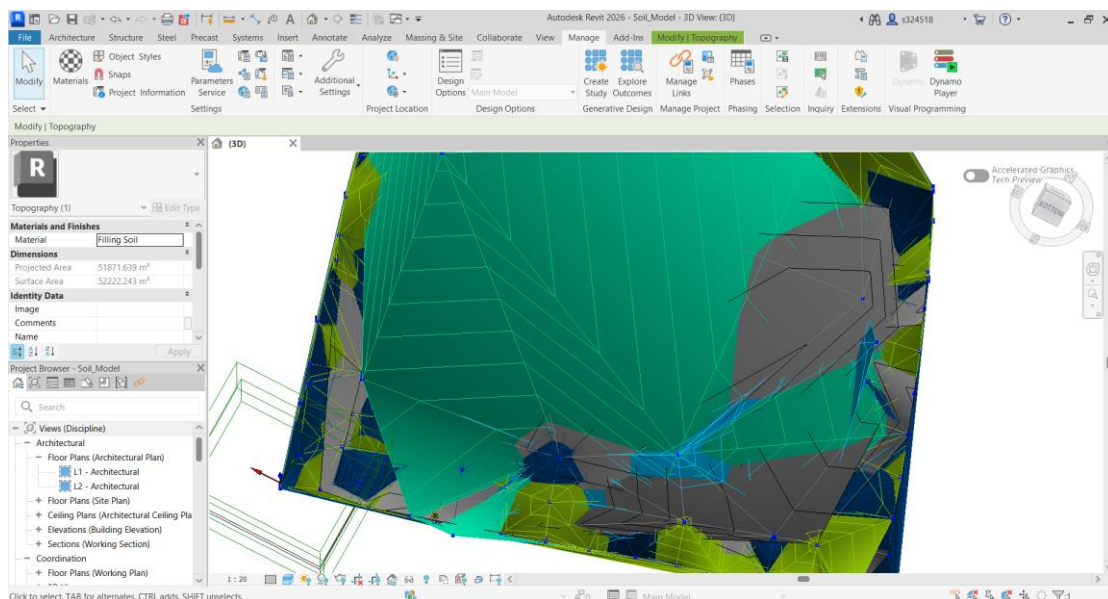 Autodesk Revit 2026 - Soil_Model - 3D View: {3D}
s324518
File Architecture Structure Steel Precast Systems Insert Annotate Analyze Massing & Site Collaborate View Manage Add-Ins Modify | Topography
Modify
Materials
Object Styles
Snaps
Project Information
Parameters
Service
Additional
Settings
Design
Options
Main Model
Create
Study
Explore
Outcomes
Manage
Links
Phases
Dynamo
Dynamo
Player
Select
Settings
Project Location
Design Options
Generative Design
Manage Project
Phasing
Selection
Inquiry
Extensions
Visual Programming
Modify | Topography
Properties
{3D}
R
Topography (1)
Edit Type
Materials and Finishes
Material Filling Soil
Dimensions
Projected Area 51871.639 m²
Surface Area 52222.243 m²
Identity Data
Image
Comments
Name
Apply
Project Browser - Soil_Model
Search
Views (Discipline)
Architectural
Floor Plans (Architectural Plan)
L1 - Architectural
L2 - Architectural
Floor Plans (Site Plan)
Ceiling Plans (Architectural Ceiling Pla
Elevations (Building Elevation)
Sections (Working Section)
Coordination
Floor Plans (Working Plan)
Accelerated Graphics
Tech Preview
BOTTOM
1 : 20
Click to select, TAB for alternates, CTRL adds, SHIFT unselects.
:0
Main Model
:1